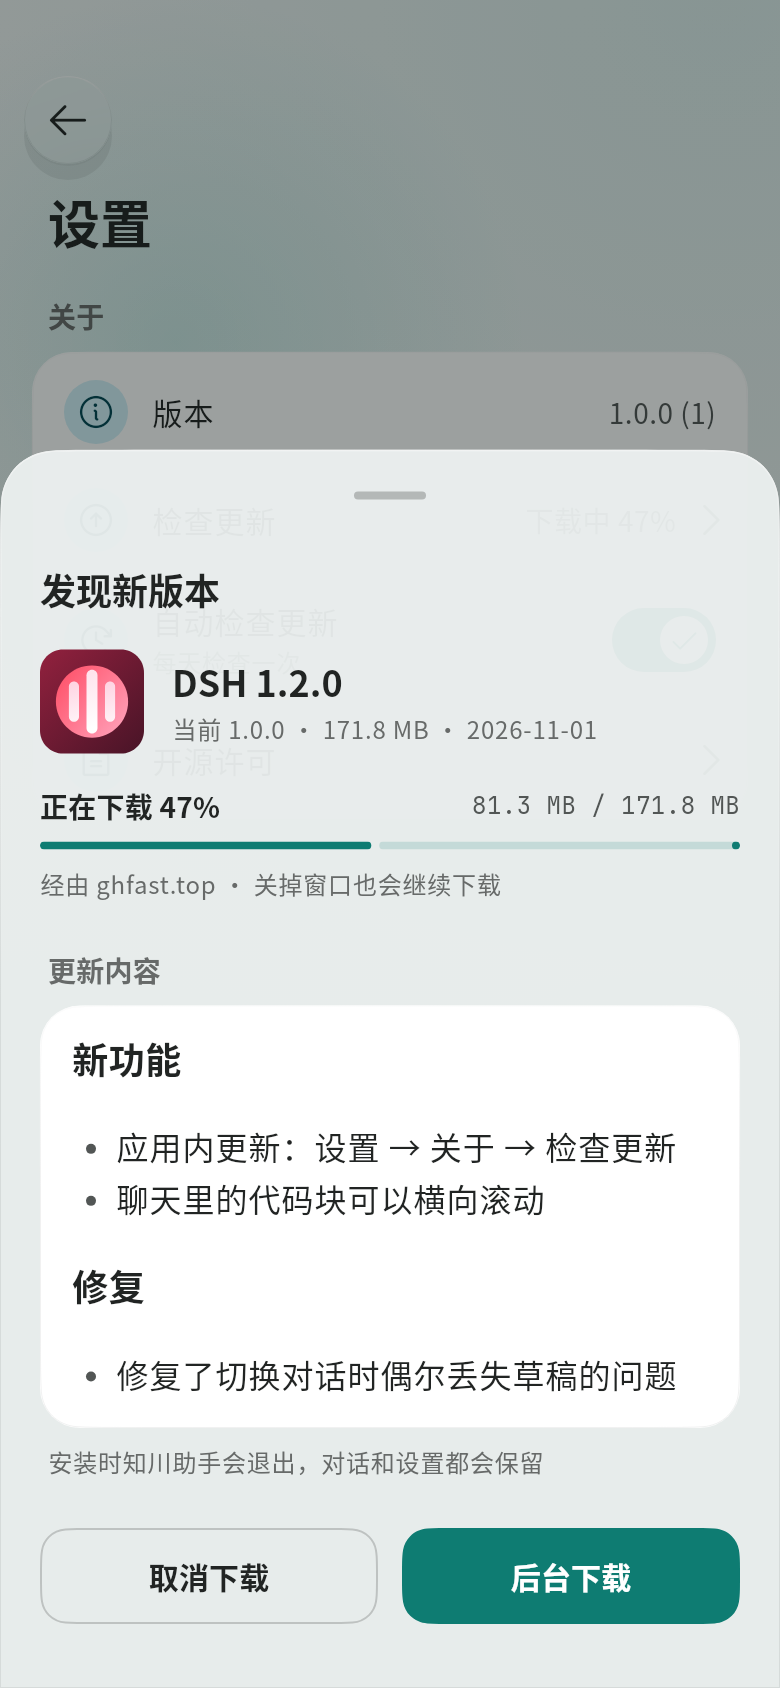 设置
关于
版本
1.0.0 (1)
检查更新
下载中 47%
发现新版本
自动检查更新
每天检查一次
DSH 1.2.0
当前 1.0.0 • 171.8 MB • 2026-11-01
开源许可
正在下载 47%
81.3 MB / 171.8 MB
经由 ghfast.top • 关掉窗口也会继续下载
更新内容
新功能
• 应用内更新：设置 → 关于 → 检查更新
• 聊天里的代码块可以横向滚动
修复
• 修复了切换对话时偶尔丢失草稿的问题
安装时知川助手会退出，对话和设置都会保留
取消下载
后台下载